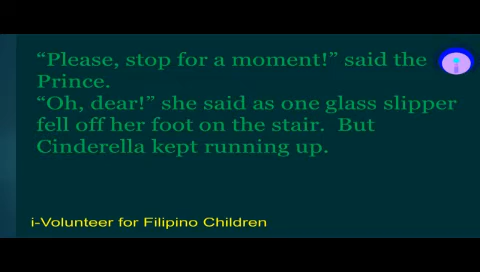 “Please, stop for a moment!” said the
Prince.
“Oh, dear!” she said as one glass slipper
fell off her foot on the stair.  But
Cinderella kept running up.
i-Volunteer for Filipino Children